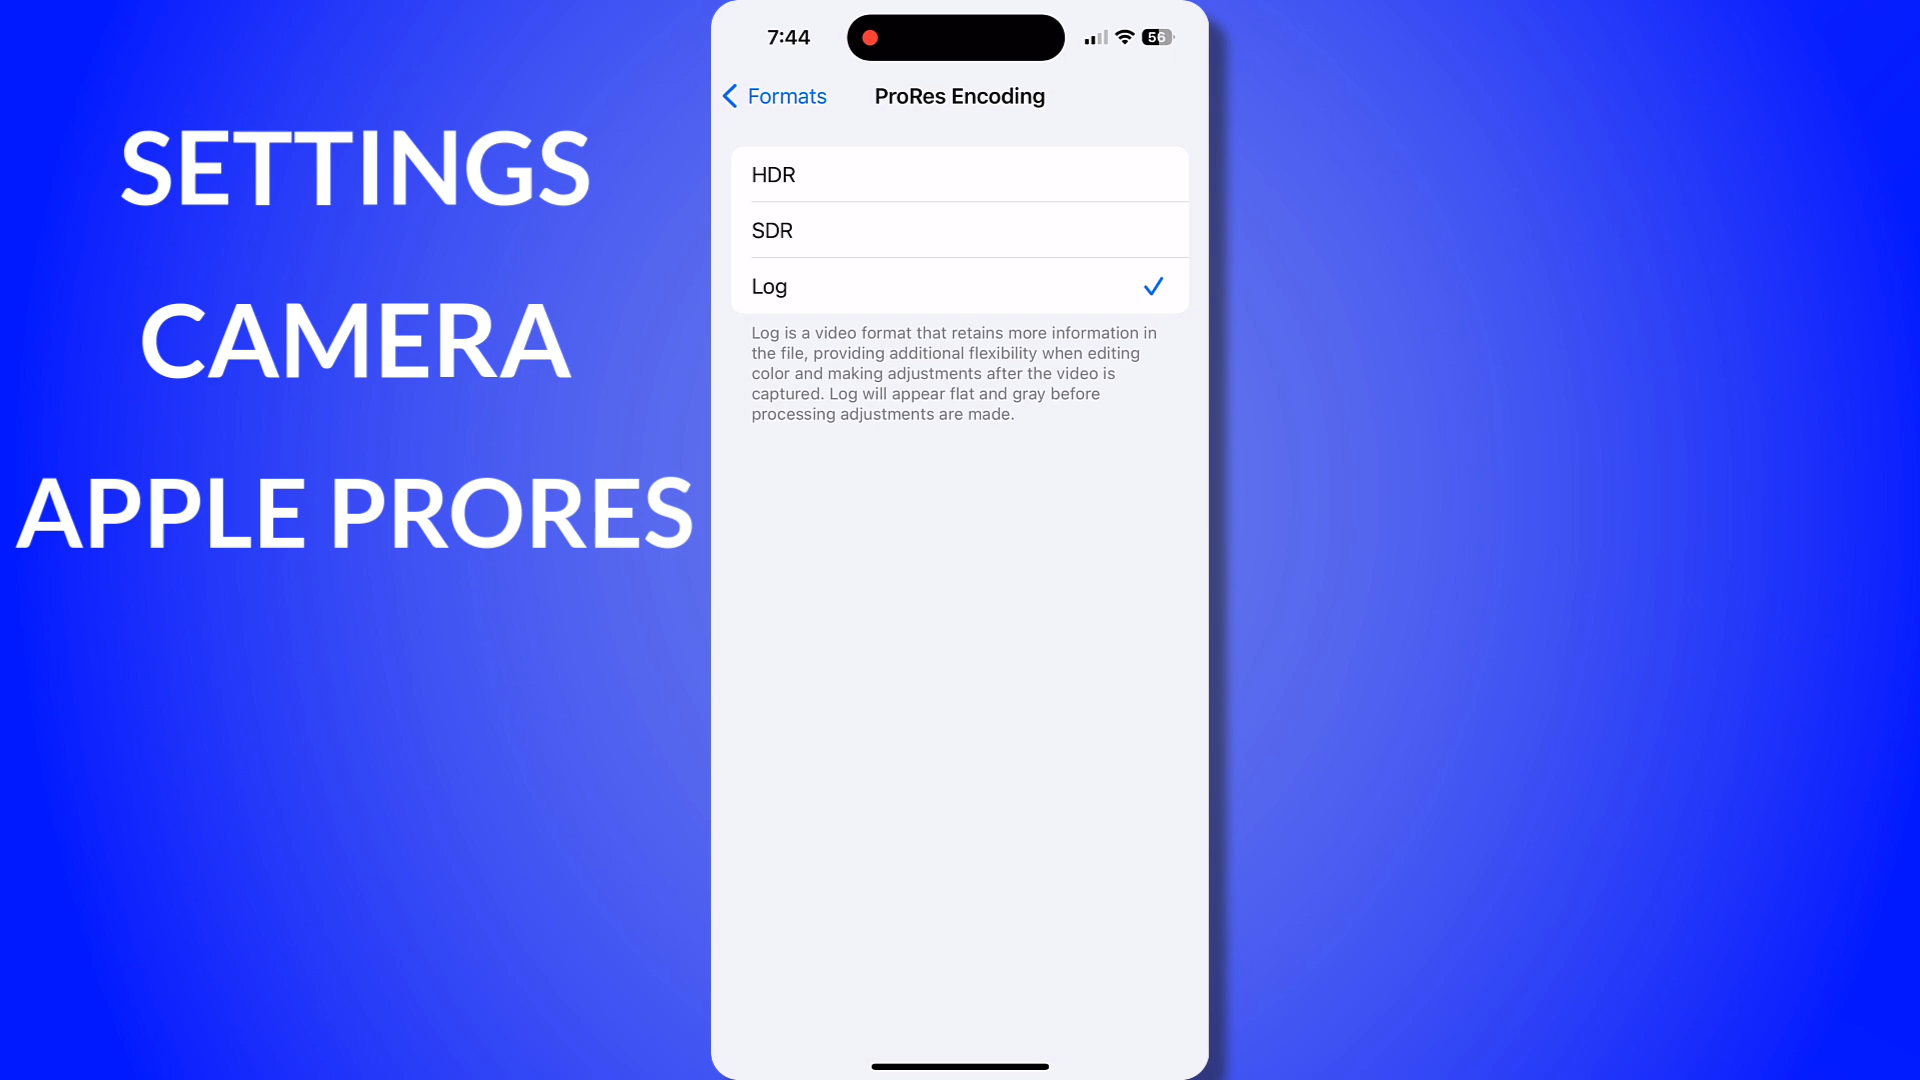 SETTINGS
CAMERA
APPLE PRORES
7:44
56
Formats
ProRes Encoding
HDR
SDR
Log
Log is a video format that retains more information in
the file, providing additional flexibility when editing
color and making adjustments after the video is
captured. Log will appear flat and gray before
processing adjustments are made.